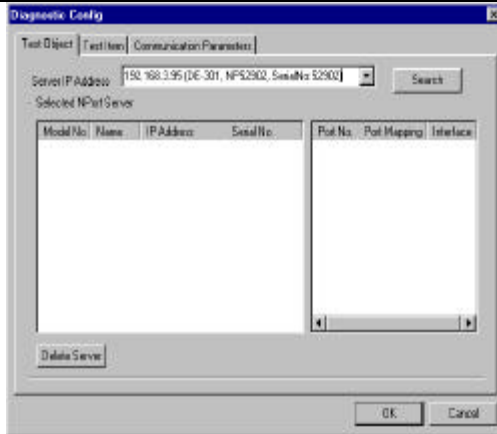 Diagnostic Config
Test Object Test Item Communication Parameters
Server IP Address 192.168.3.95 (DE-301, NP52902, SerialNo 52902) Search
Selected NPort Server
Model No Name IP Address Serial No. Port No. Port Mapping Interface
Delete Server
OK Cancel